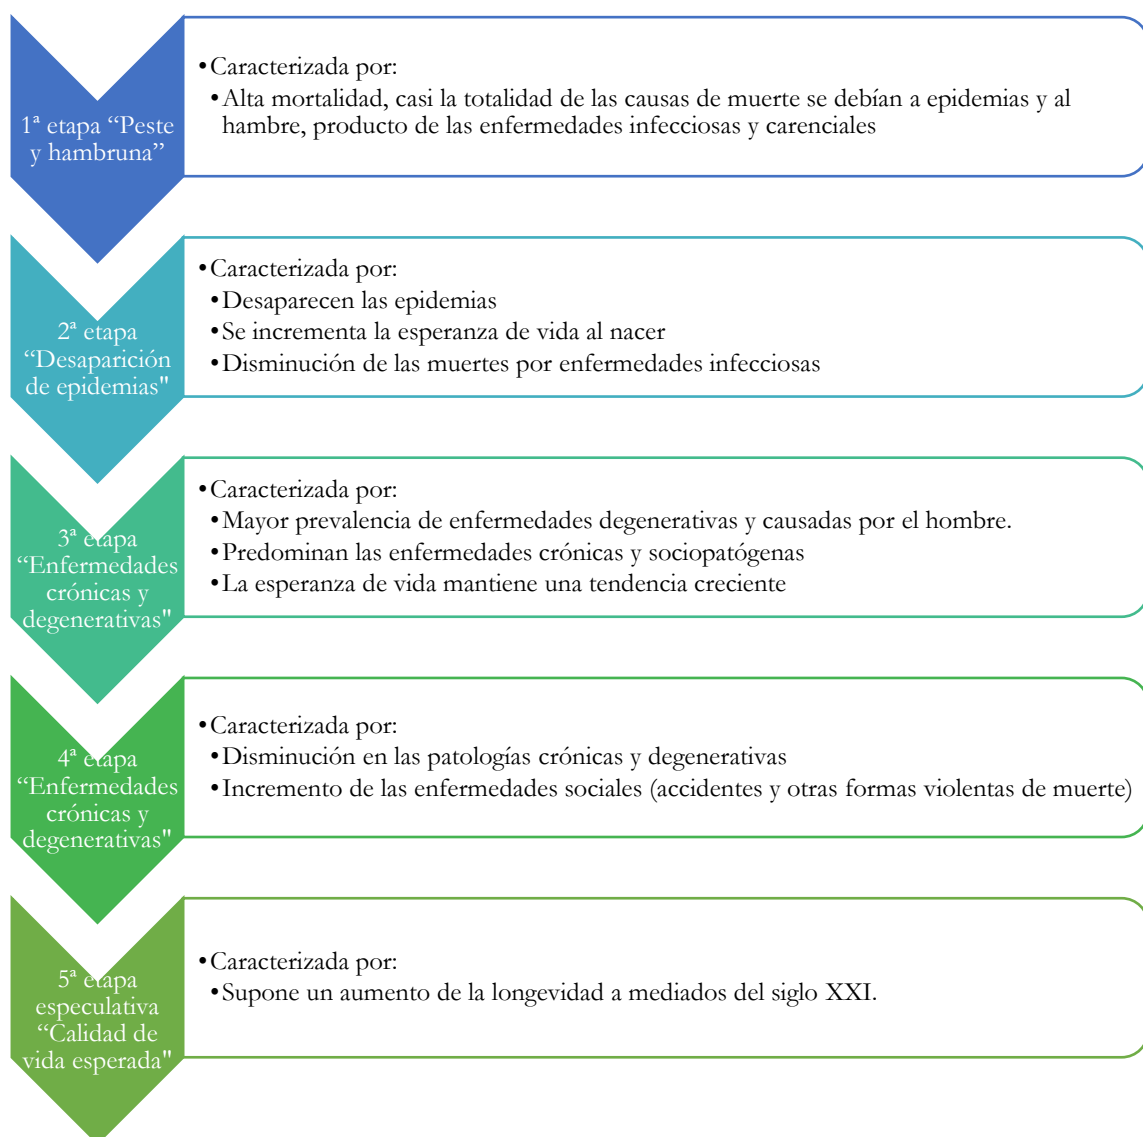 1ª etapa “Peste
y hambruna”
•Caracterizada por:
•Alta mortalidad, casi la totalidad de las causas de muerte se debían a epidemias y al
hambre, producto de las enfermedades infecciosas y carenciales
2ª etapa
“Desaparición
de epidemias"
•Caracterizada por:
•Desaparecen las epidemias
•Se incrementa la esperanza de vida al nacer
•Disminución de las muertes por enfermedades infecciosas
3ª etapa
“Enfermedades
crónicas y
degenerativas"
•Caracterizada por:
•Mayor prevalencia de enfermedades degenerativas y causadas por el hombre.
•Predominan las enfermedades crónicas y sociopatógenas
•La esperanza de vida mantiene una tendencia creciente
4ª etapa
“Enfermedades
crónicas y
degenerativas"
•Caracterizada por:
•Disminución en las patologías crónicas y degenerativas
•Incremento de las enfermedades sociales (accidentes y otras formas violentas de muerte)
5ª etapa
especulativa
“Calidad de
vida esperada"
•Caracterizada por:
•Supone un aumento de la longevidad a mediados del siglo XXI.